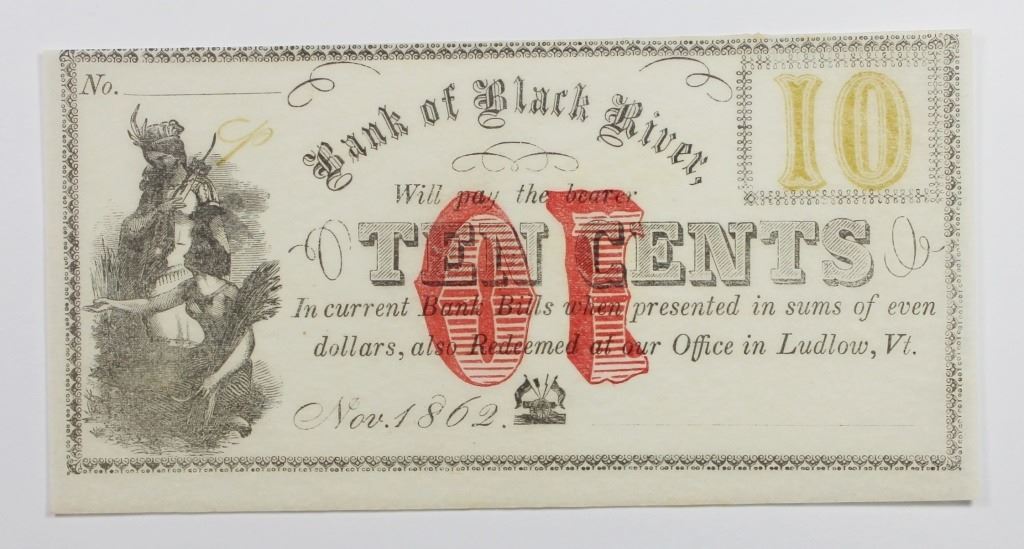 No.
Bank of Black River,
10
Will pay the bearer
TEN CENTS
10
In current Bank Bills when presented in sums of even
dollars, also Redeemed at our Office in Ludlow, Vt.
Nov. 1862.